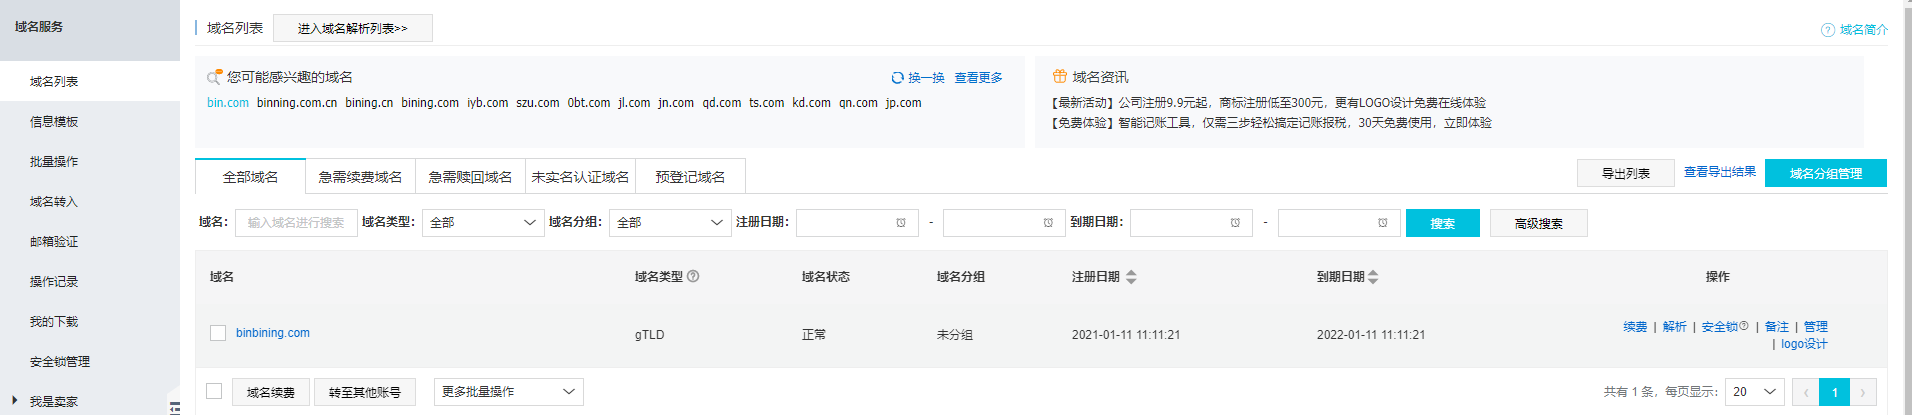 域名服务
域名列表
信息模板
批量操作
域名转入
邮箱验证
操作记录
我的下载
安全锁管理
我是卖家
域名列表 进入域名解析列表>> 域名简介
您可能感兴趣的域名 换一换 查看更多
bin.com binning.com.cn bining.cn bining.com iyb.com szu.com 0bt.com jl.com jn.com qd.com ts.com kd.com qn.com jp.com
域名资讯
【最新活动】公司注册9.9元起，商标注册低至300元，更有LOGO设计免费在线体验
【免费体验】智能记账工具，仅需三步轻松搞定记账报税，30天免费使用，立即体验
全部域名 急需续费域名 急需赎回域名 未实名认证域名 预登记域名 导出列表 查看导出结果 域名分组管理
域名： 输入域名进行搜索 域名类型： 全部 域名分组： 全部 注册日期： - 到期日期： - 搜索 高级搜索
域名 域名类型 域名状态 域名分组 注册日期 到期日期 操作
binbining.com gTLD 正常 未分组 2021-01-11 11:11:21 2022-01-11 11:11:21 续费 | 解析 | 安全锁 | 备注 | 管理
| logo设计
域名续费 转至其他账号 更多批量操作 共有 1 条，每页显示： 20 ‹ 1 ›